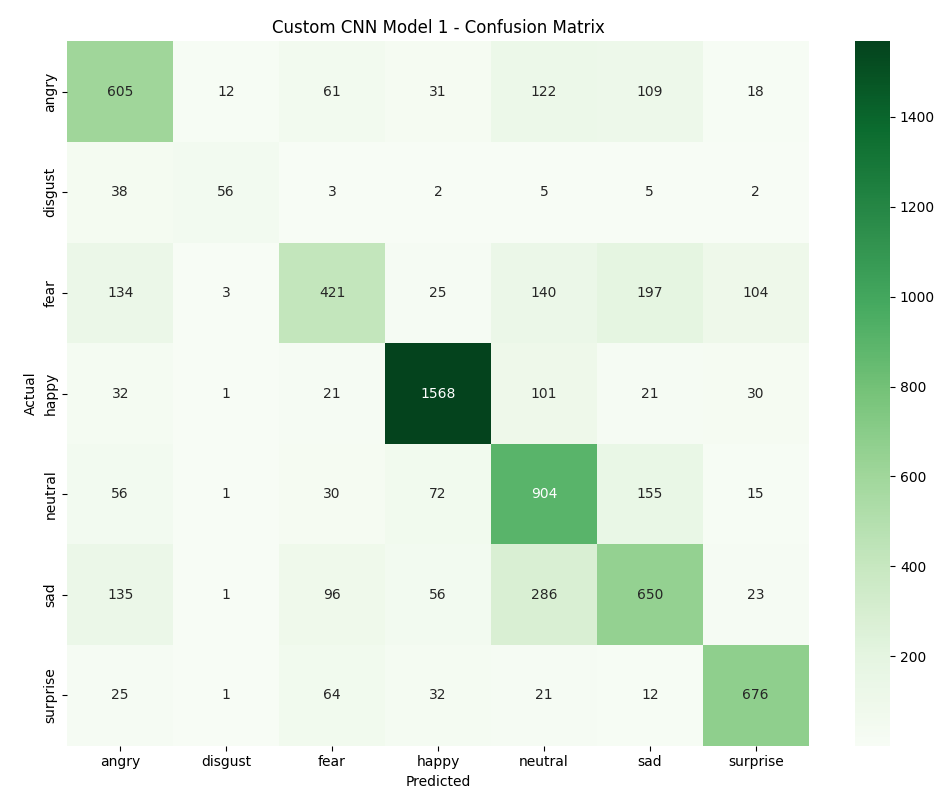 Custom CNN Model 1 - Confusion Matrix
Actual
angry 605 12 61 31 122 109 18
disgust 38 56 3 2 5 5 2
fear 134 3 421 25 140 197 104
happy 32 1 21 1568 101 21 30
neutral 56 1 30 72 904 155 15
sad 135 1 96 56 286 650 23
surprise 25 1 64 32 21 12 676
angry disgust fear happy neutral sad surprise
Predicted
1400
1200
1000
800
600
400
200